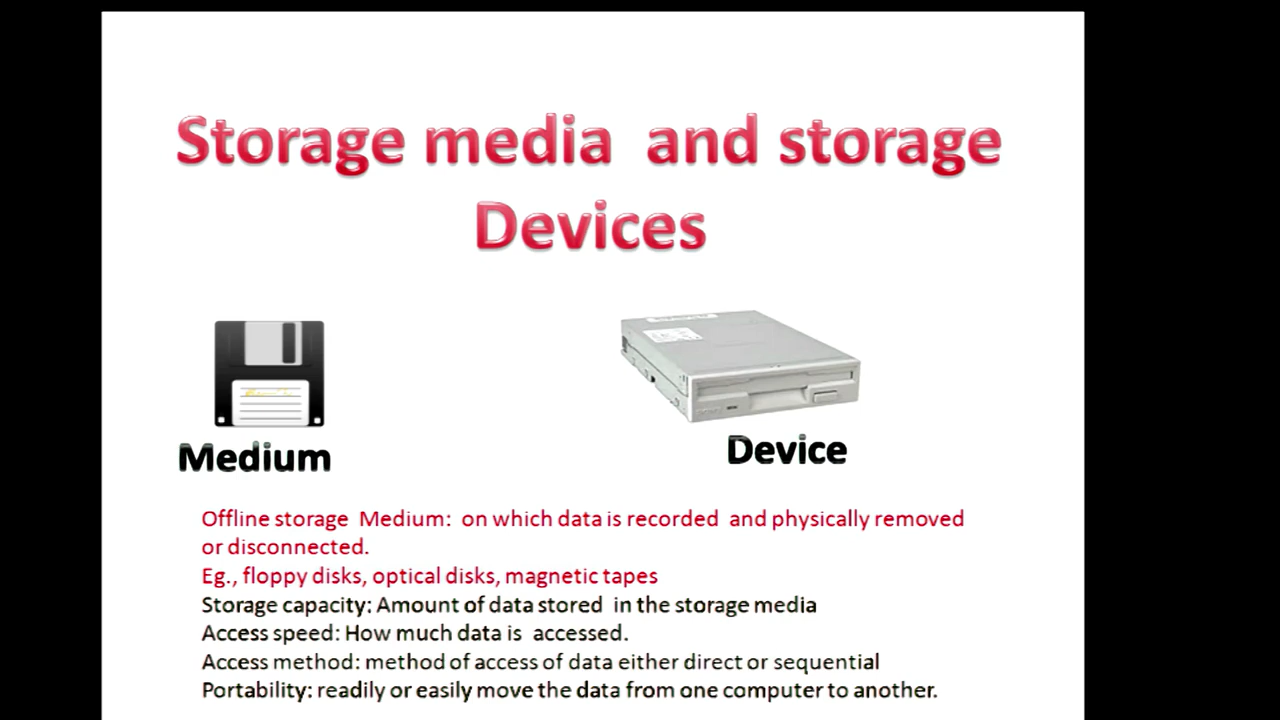 Storage media and storage
Devices
Medium
Device
Offline storage Medium: on which data is recorded and physically removed
or disconnected.
Eg., floppy disks, optical disks, magnetic tapes
Storage capacity: Amount of data stored in the storage media
Access speed: How much data is accessed.
Access method: method of access of data either direct or sequential
Portability: readily or easily move the data from one computer to another.